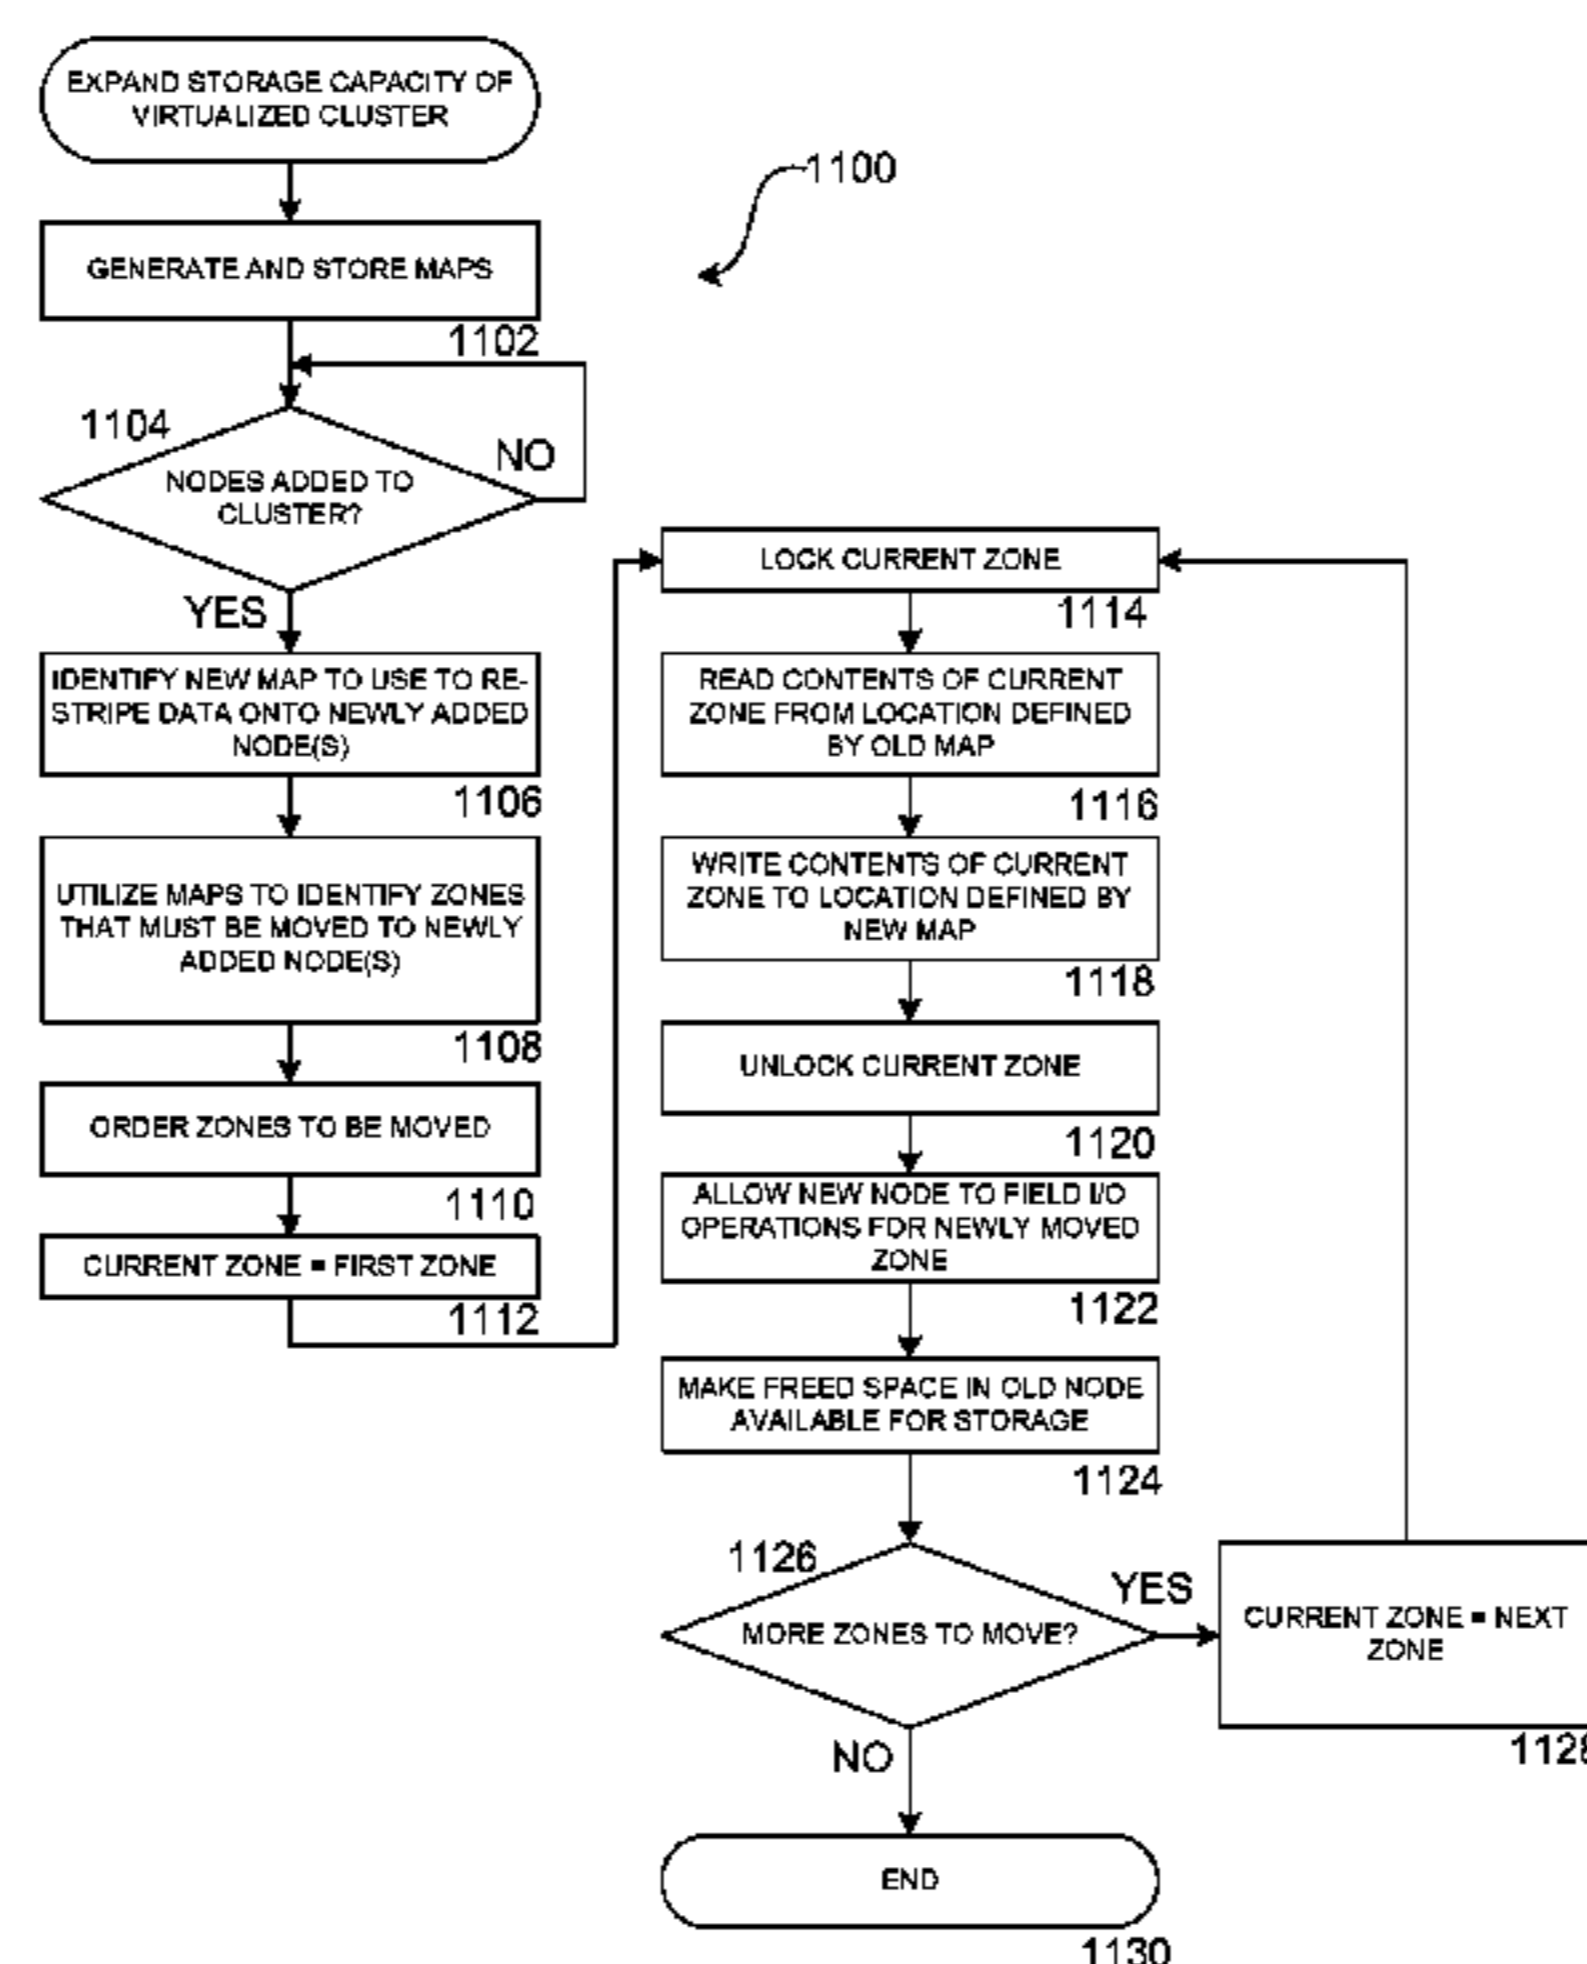 EXPAND STORAGE CAPACITY OF
VIRTUALIZED CLUSTER
1100
GENERATE AND STORE MAPS
1102
1104
NO
NODES ADDED TO
CLUSTER?
YES
IDENTIFY NEW MAP TO USE TO RE-
STRIPE DATA ONTO NEWLY ADDED
NODE(S)
1106
UTILIZE MAPS TO IDENTIFY ZONES
THAT MUST BE MOVED TO NEWLY
ADDED NODE(S)
1108
ORDER ZONES TO BE MOVED
1110
CURRENT ZONE = FIRST ZONE
1112
LOCK CURRENT ZONE
1114
READ CONTENTS OF CURRENT
ZONE FROM LOCATION DEFINED
BY OLD MAP
1116
WRITE CONTENTS OF CURRENT
ZONE TO LOCATION DEFINED BY
NEW MAP
1118
UNLOCK CURRENT ZONE
1120
ALLOW NEW NODE TO FIELD I/O
OPERATIONS FOR NEWLY MOVED
ZONE
1122
MAKE FREED SPACE IN OLD NODE
AVAILABLE FOR STORAGE
1124
1126
YES
MORE ZONES TO MOVE?
CURRENT ZONE = NEXT
ZONE
1128
NO
END
1130